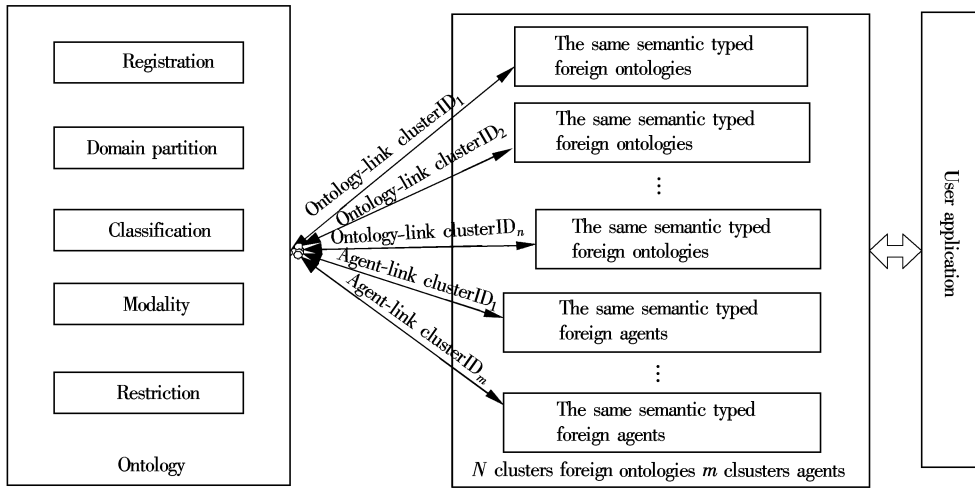 Registration
Domain partition
Classification
Modality
Restriction
Ontology
Ontology-link clusterID₁
Ontology-link clusterID₂
Ontology-link clusterIDₙ
Agent-link clusterID₁
Agent-link clusterIDₘ
The same semantic typed
foreign ontologies
The same semantic typed
foreign ontologies
⋮
The same semantic typed
foreign ontologies
The same semantic typed
foreign agents
⋮
The same semantic typed
foreign agents
N clusters foreign ontologies m clsusters agents
User application